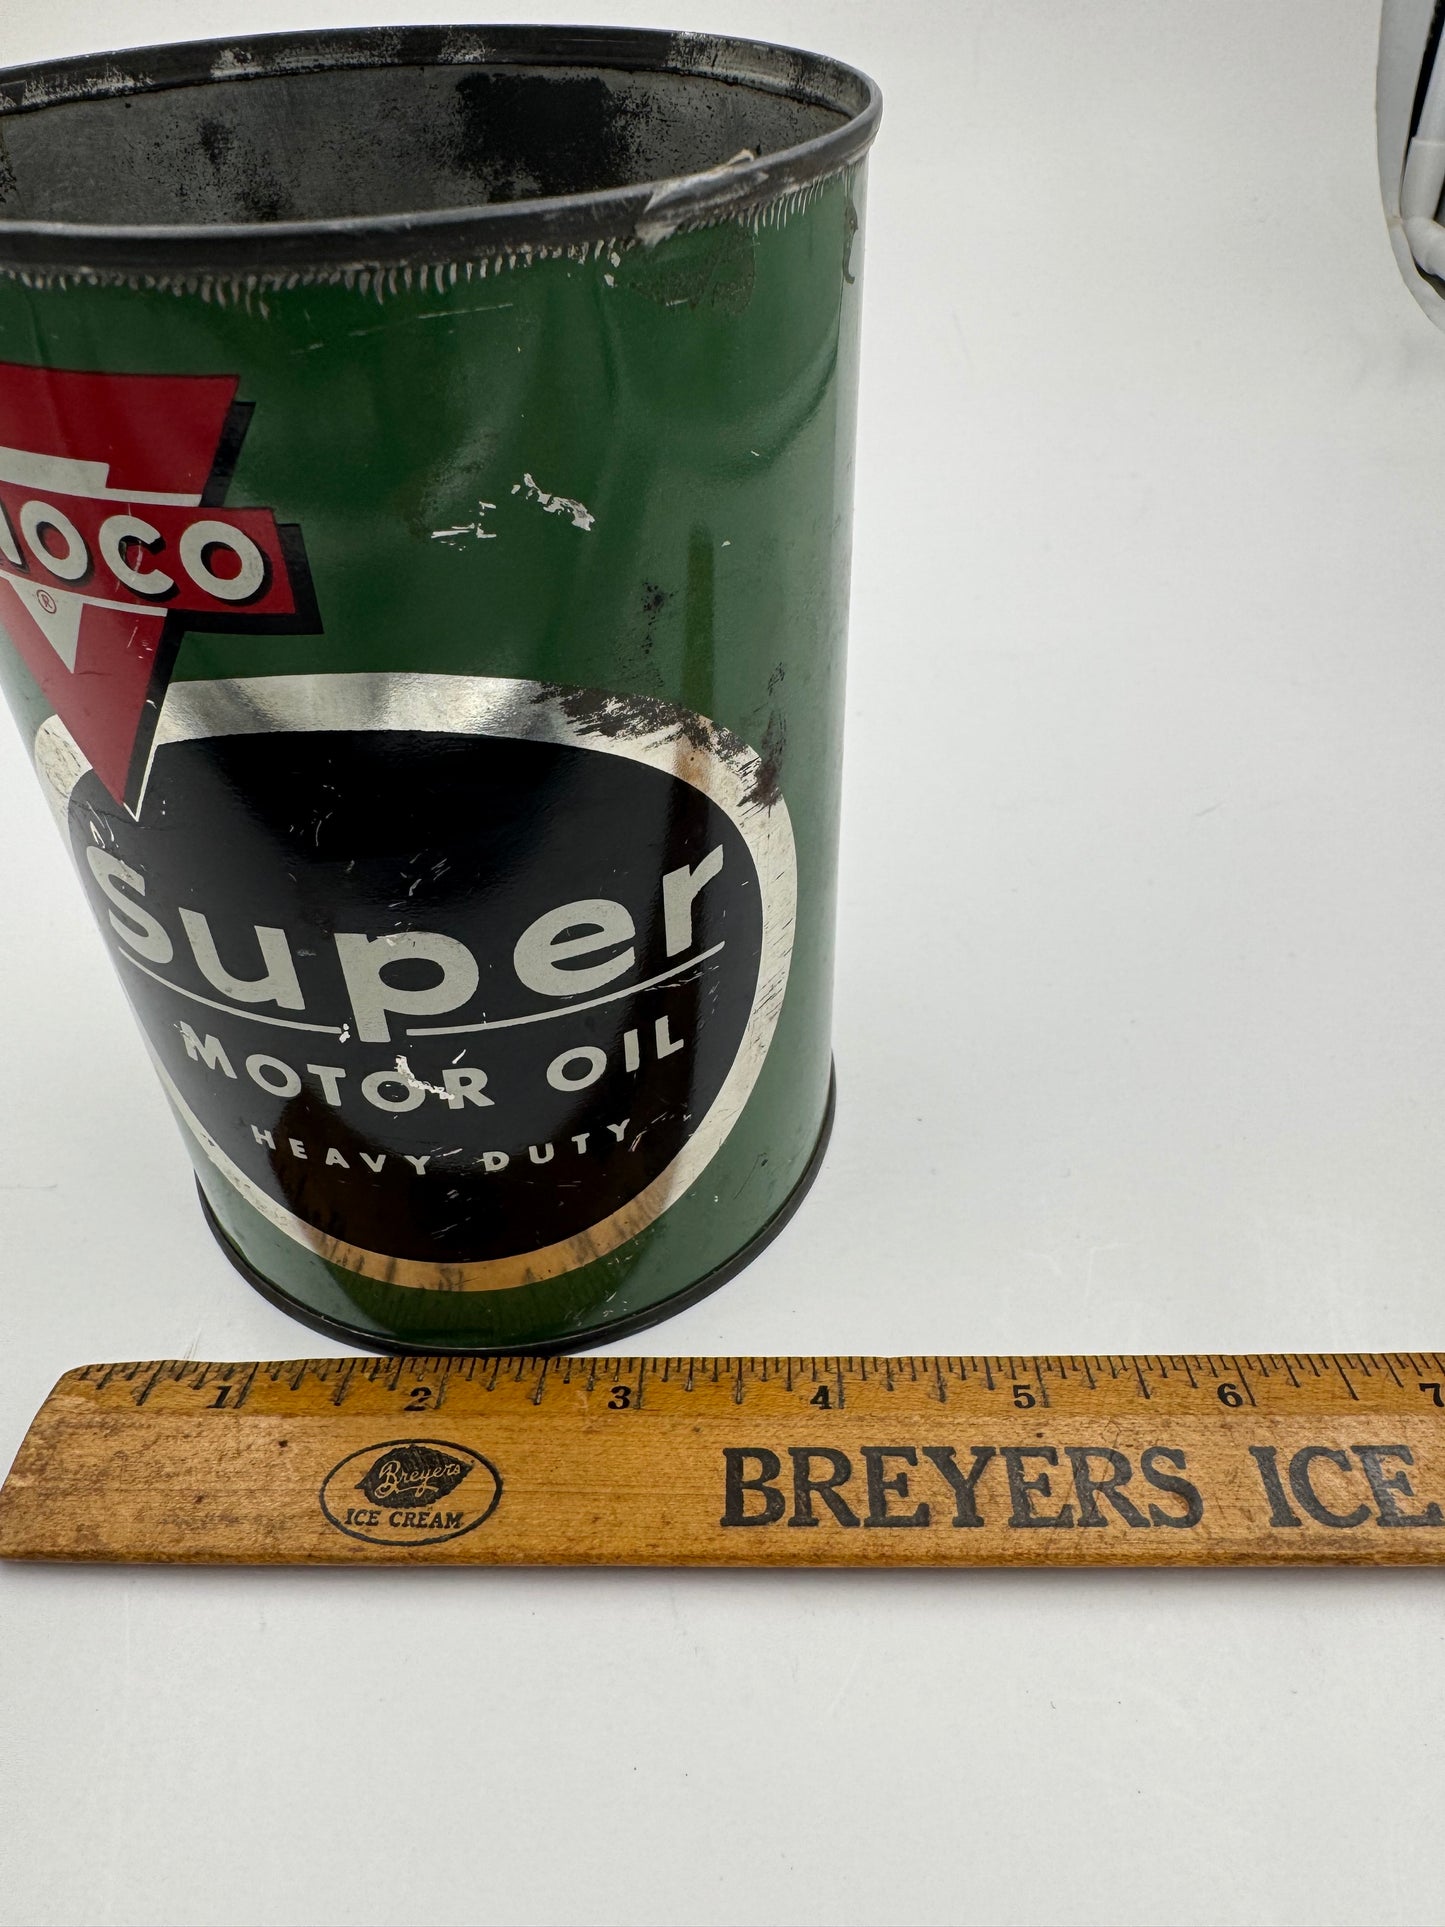 NOCO
®
Super
MOTOR OIL
HEAVY DUTY
1 2 3 4 5 6 7
Breyers
ICE CREAM
BREYERS ICE